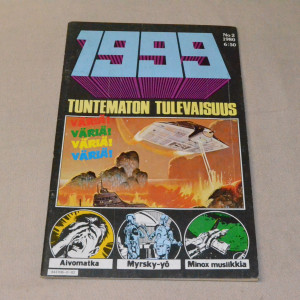 1999
No 2
1980
6:50
TUNTEMATON TULEVAISUUS
VÄRIÄ!
VÄRIÄ!
VÄRIÄ!
VÄRIÄ!
Aivomatka
Myrsky-yö
Minox musiikkia